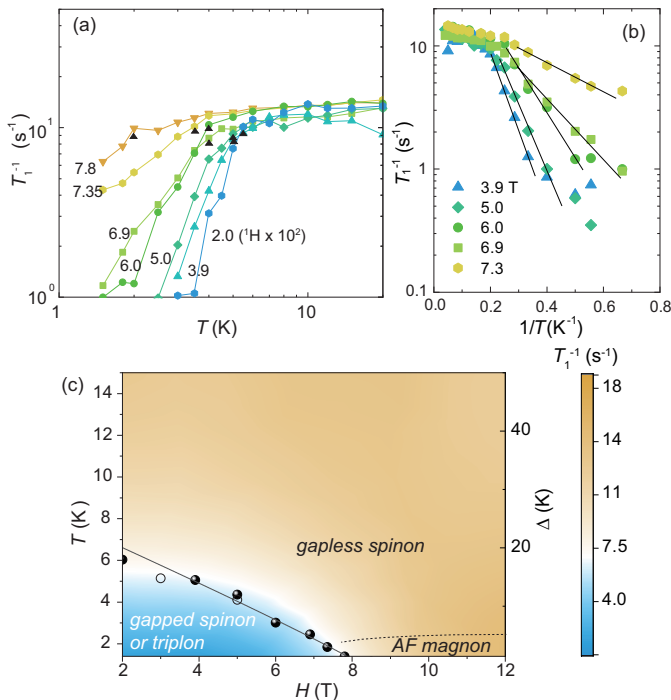 (a)
T₁⁻¹ (s⁻¹)
10¹
10⁰
7.8
7.35
6.9
6.0
5.0
3.9
2.0 (¹H x 10²)
1
10
T (K)
(b)
T₁⁻¹ (s⁻¹)
10
1
0.1
3.9 T
5.0
6.0
6.9
7.3
0.0 0.2 0.4 0.6 0.8
1/T(K⁻¹)
(c)
T (K)
14
12
10
8
6
4
2
gapless spinon
gapped spinon
or triplon
AF magnon
2 4 6 8 10 12
H (T)
Δ (K)
40
20
T₁⁻¹ (s⁻¹)
18
14
11
7.5
4.0